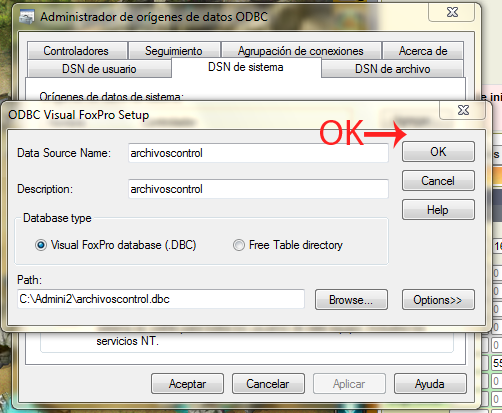 Administrador de orígenes de datos ODBC
Controladores Seguimiento Agrupación de conexiones Acerca de
DSN de usuario DSN de sistema DSN de archivo
Orígenes de datos de sistema:
ODBC Visual FoxPro Setup
OK
Data Source Name: archivoscontrol OK
Description: archivoscontrol Cancel
Help
Database type
Visual FoxPro database (.DBC) Free Table directory
Path:
C:\Admini2\archivoscontrol.dbc Browse... Options>>
servicios NT.
Aceptar Cancelar Aplicar Ayuda